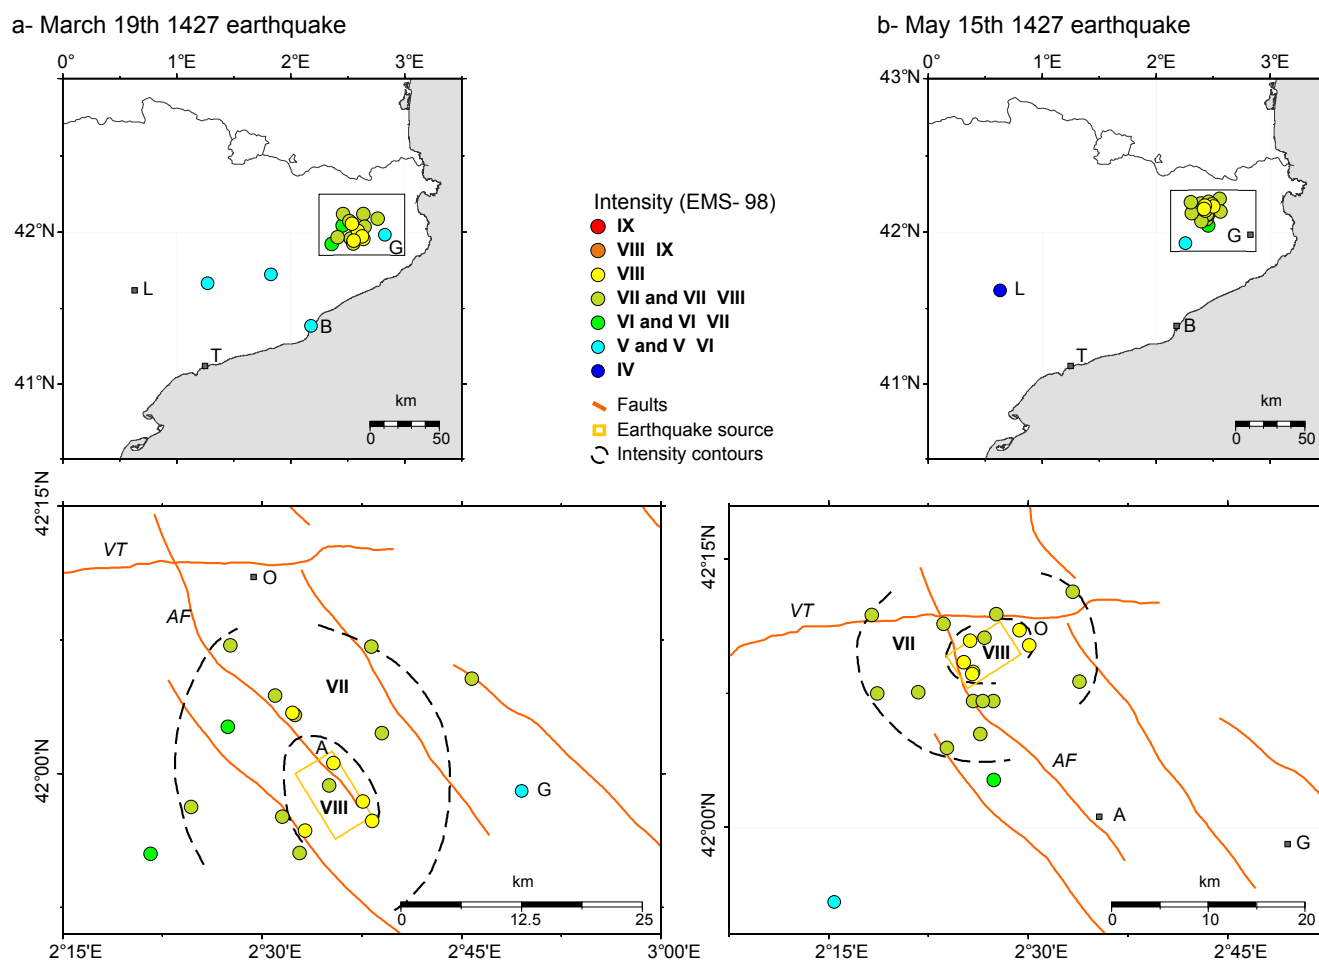 a- March 19th 1427 earthquake
b- May 15th 1427 earthquake
0° 1°E 2°E 3°E
0° 1°E 2°E 3°E
43°N
42°N
41°N
G
L
B
T
km
0 50
Intensity (EMS- 98)
IX
VIII IX
VIII
VII and VII VIII
VI and VI VII
V and V VI
IV
Faults
Earthquake source
Intensity contours
42°N
41°N
G
L
B
T
km
0 50
42°15'N
42°00'N
VT
O
AF
VII
A
VIII
G
km
0 12.5 25
2°15'E 2°30'E 2°45'E 3°00'E
42°15'N
42°00'N
VT
O
VII
VIII
AF
A
G
km
0 10 20
2°15'E 2°30'E 2°45'E